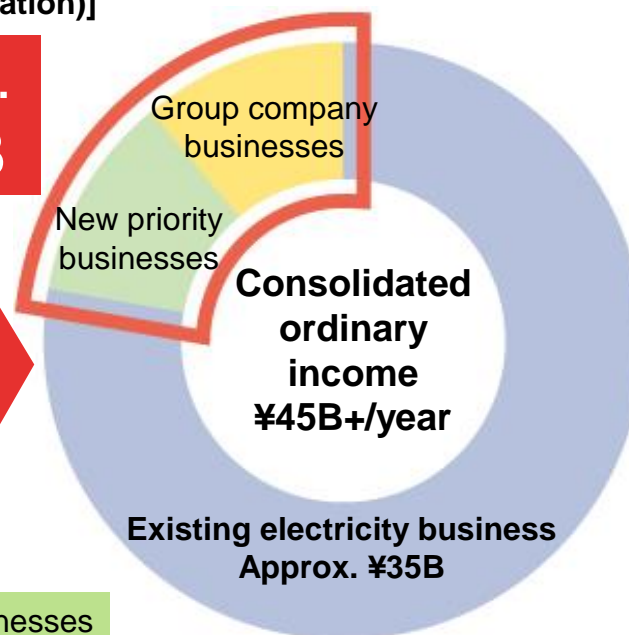 ation)]
Group company
businesses
New priority
businesses
Consolidated
ordinary
income
¥45B+/year
Existing electricity business
Approx. ¥35B
nesses